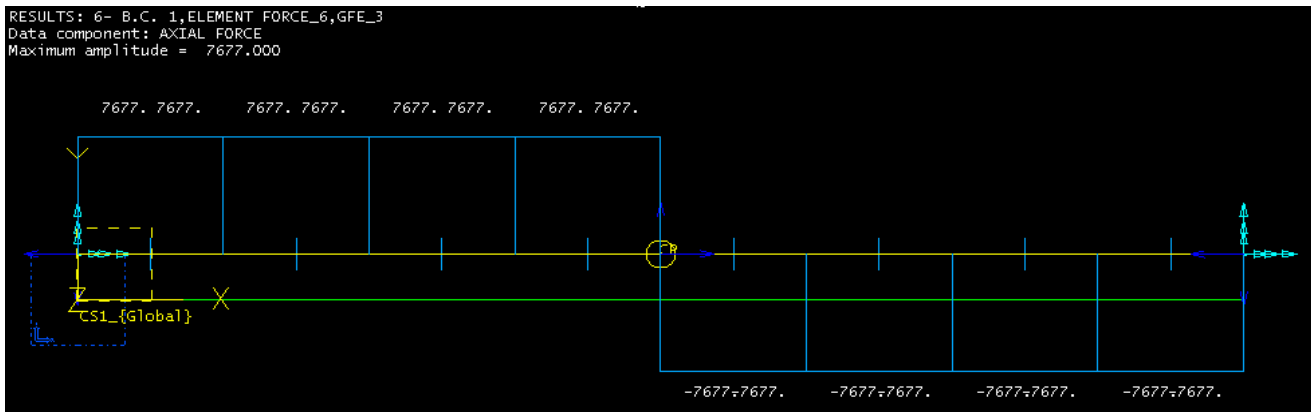 RESULTS: 6- B.C. 1,ELEMENT FORCE_6,GFE_3
Data component: AXIAL FORCE
Maximum amplitude = 7677.000
7677. 7677. 7677. 7677. 7677. 7677. 7677. 7677.
CS1_{Global}
-7677.-7677. -7677.-7677. -7677.-7677. -7677.-7677.